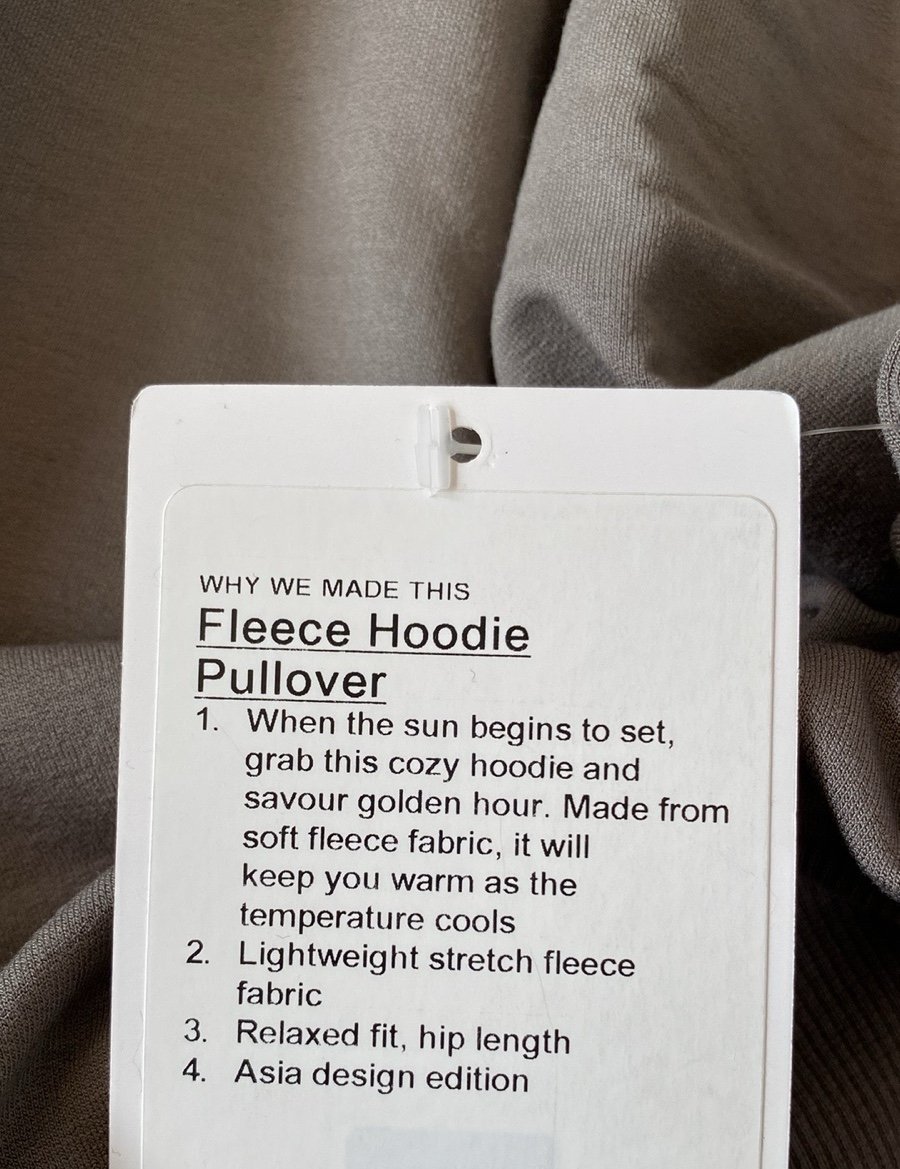 WHY WE MADE THIS
Fleece Hoodie
Pullover
1. When the sun begins to set,
grab this cozy hoodie and
savour golden hour. Made from
soft fleece fabric, it will
keep you warm as the
temperature cools
2. Lightweight stretch fleece
fabric
3. Relaxed fit, hip length
4. Asia design edition